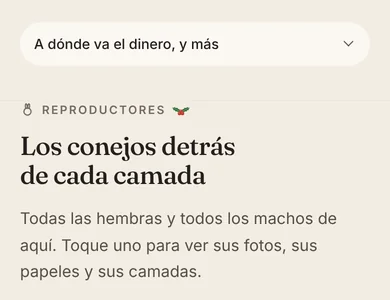 A dónde va el dinero, y más
REPRODUCTORES
Los conejos detrás
de cada camada
Todas las hembras y todos los machos de
aquí. Toque uno para ver sus fotos, sus
papeles y sus camadas.